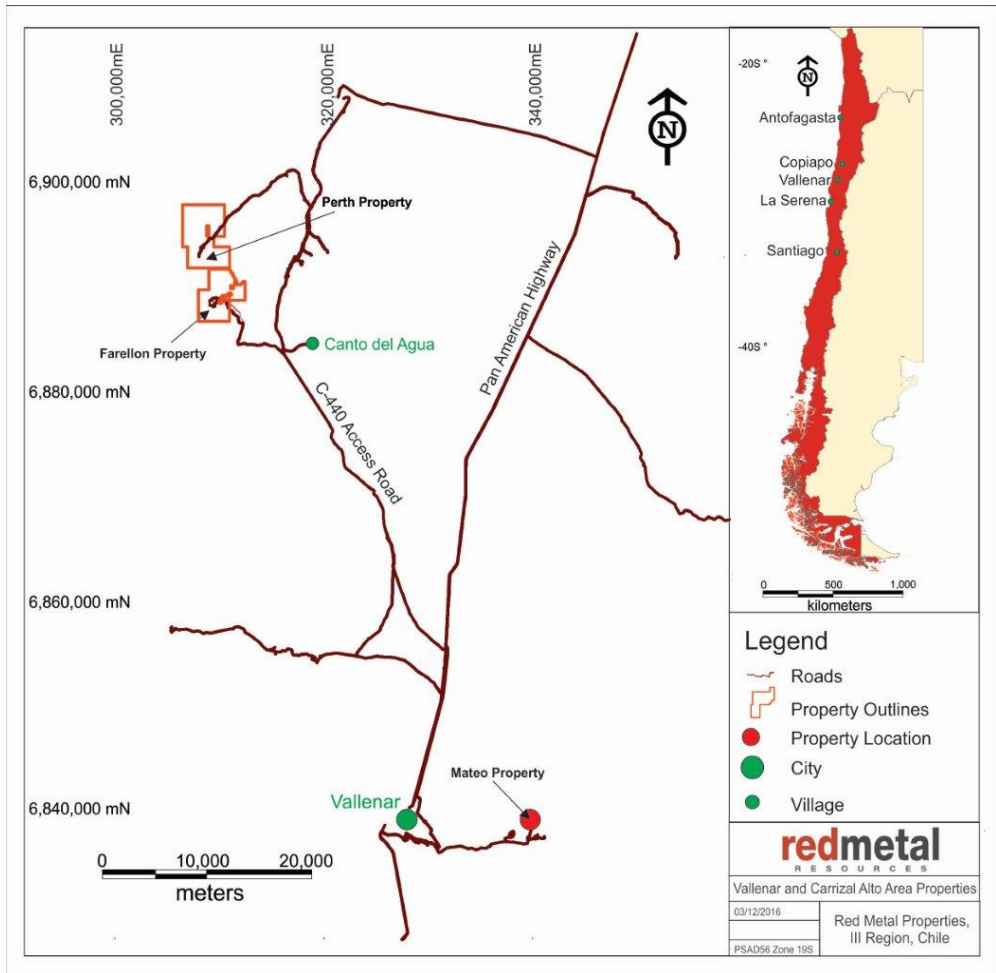 300,000mE
320,000mE
340,000mE
N
6,900,000 mN
Perth Property
Farellon Property
Canto del Agua
Pan American Highway
6,880,000 mN
C-440 Access Road
6,860,000 mN
Mateo Property
Vallenar
6,840,000 mN
0 10,000 20,000
meters
-20S °
N
Antofagasta
Copiapo
Vallenar
La Serena
Santiago
-40S °
0 500 1,000
kilometers
Legend
Roads
Property Outlines
Property Location
City
Village
redmetal
RESOURCES
Vallenar and Carrizal Alto Area Properties
03/12/2016
Red Metal Properties,
III Region, Chile
PSAD56 Zone 19S